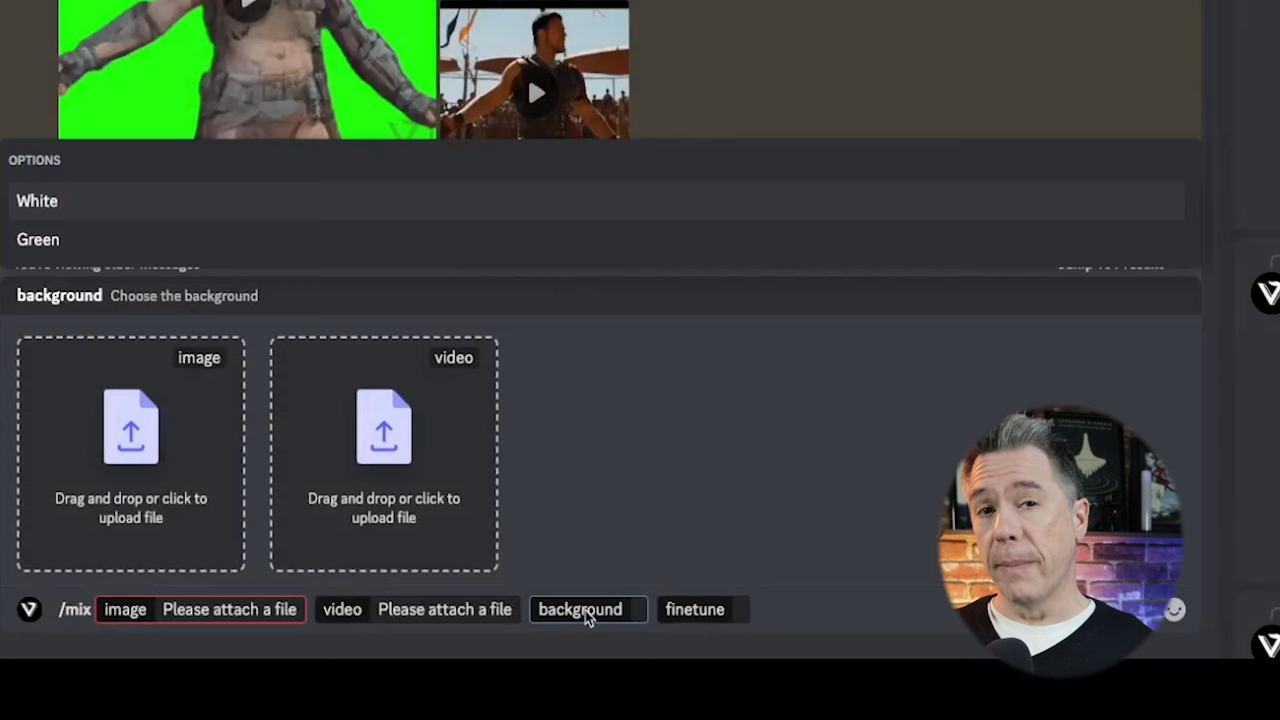 OPTIONS
White
Green
background Choose the background
image
video
Drag and drop or click to
upload file
Drag and drop or click to
upload file
/mix image Please attach a file video Please attach a file background finetune